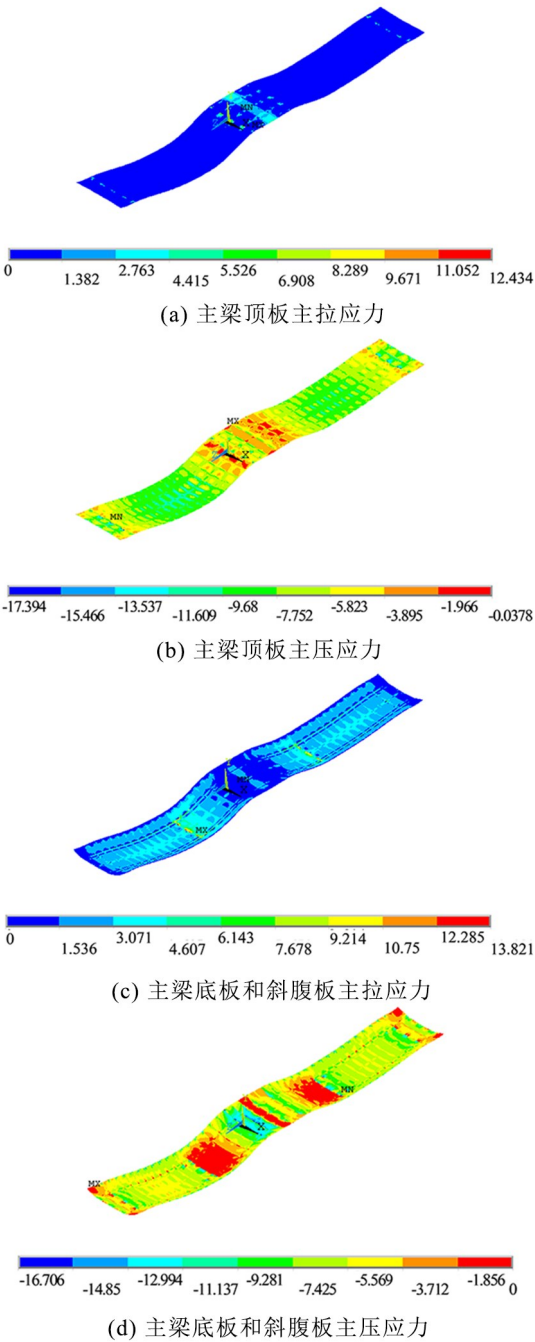 MN
0 2.763 5.526 8.289 11.052
1.382 4.415 6.908 9.671 12.434
(a) 主梁顶板主拉应力
MX
X
MN
-17.394 -13.537 -9.68 -5.823 -1.966
-15.466 -11.609 -7.752 -3.895 -0.0378
(b) 主梁顶板主压应力
X
MX
0 3.071 6.143 9.214 12.285
1.536 4.607 7.678 10.75 13.821
(c) 主梁底板和斜腹板主拉应力
MN
X
MX
-16.706 -12.994 -9.281 -5.569 -1.856
-14.85 -11.137 -7.425 -3.712 0
(d) 主梁底板和斜腹板主压应力